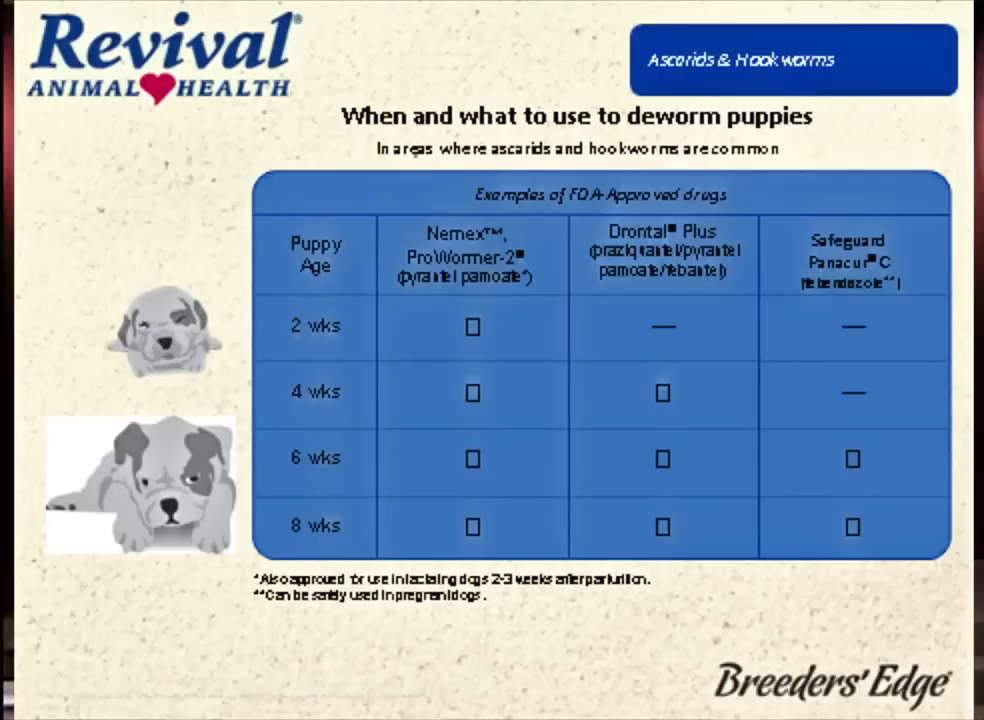 Revival®
ANIMAL HEALTH
Ascarids & Hookworms
When and what to use to deworm puppies
In areas where ascarids and hookworms are common
Examples of FDA-Approved drugs
Puppy
Age
Nemex™,
ProWormer-2■
(pyrantel pamoate*)
Drontal■ Plus
(praziquantel/pyrantel
pamoate/febantel)
Safeguard
Panacur■ C
(febendazole**)
2 wks □ — —
4 wks □ □ —
6 wks □ □ □
8 wks □ □ □
*Also approved for use in lactating dogs 2-3 weeks after parturition.
**Can be safely used in pregnant dogs.
Breeders' Edge